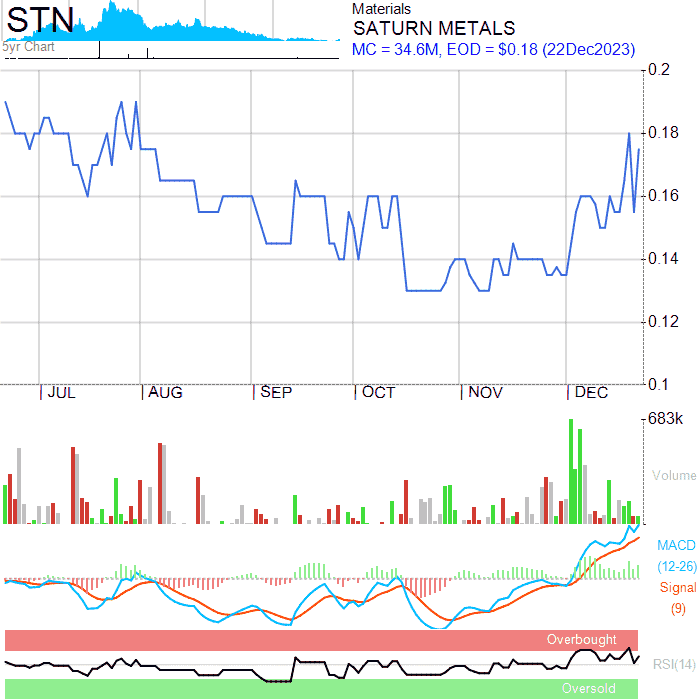 STN
5yr Chart
Materials
SATURN METALS
MC = 34.6M, EOD = $0.18 (22Dec2023)
0.2
0.18
0.16
0.14
0.12
0.1
JUL AUG SEP OCT NOV DEC
683k
Volume
MACD
(12-26)
Signal
(9)
Overbought
RSI(14)
Oversold